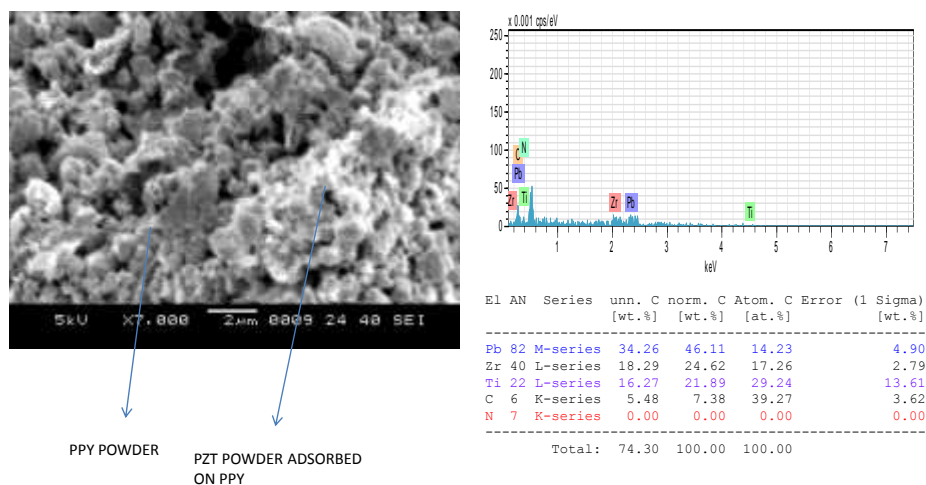 5kV X7,000 2µm 0009 24 40 SEI
PPY POWDER
PZT POWDER ADSORBED
ON PPY
x 0.001 cps/eV
250
200
150
100
50
0
C N
Pb
Zr Ti
Zr Pb
Ti
1 2 3 4 5 6 7
keV
El AN Series unn. C norm. C Atom. C Error (1 Sigma)
[wt.%] [wt.%] [at.%] [wt.%]
Pb 82 M-series 34.26 46.11 14.23 4.90
Zr 40 L-series 18.29 24.62 17.26 2.79
Ti 22 L-series 16.27 21.89 29.24 13.61
C 6 K-series 5.48 7.38 39.27 3.62
N 7 K-series 0.00 0.00 0.00 0.00
Total: 74.30 100.00 100.00